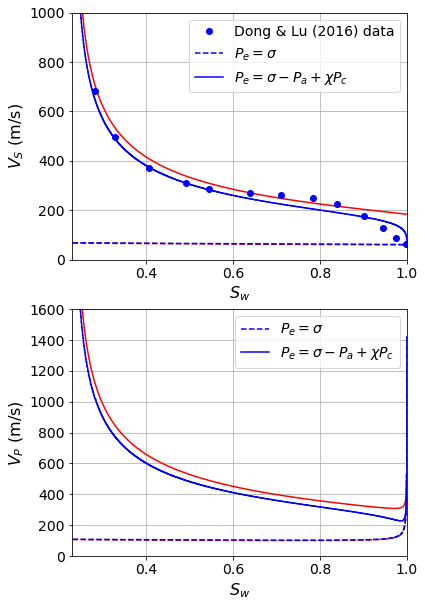 1000
800
600
400
200
0
V_S (m/s)
Dong & Lu (2016) data
P_e = σ
P_e = σ − P_a + χP_c
0.4 0.6 0.8 1.0
S_w
1600
1400
1200
1000
800
600
400
200
0
V_P (m/s)
P_e = σ
P_e = σ − P_a + χP_c
0.4 0.6 0.8 1.0
S_w